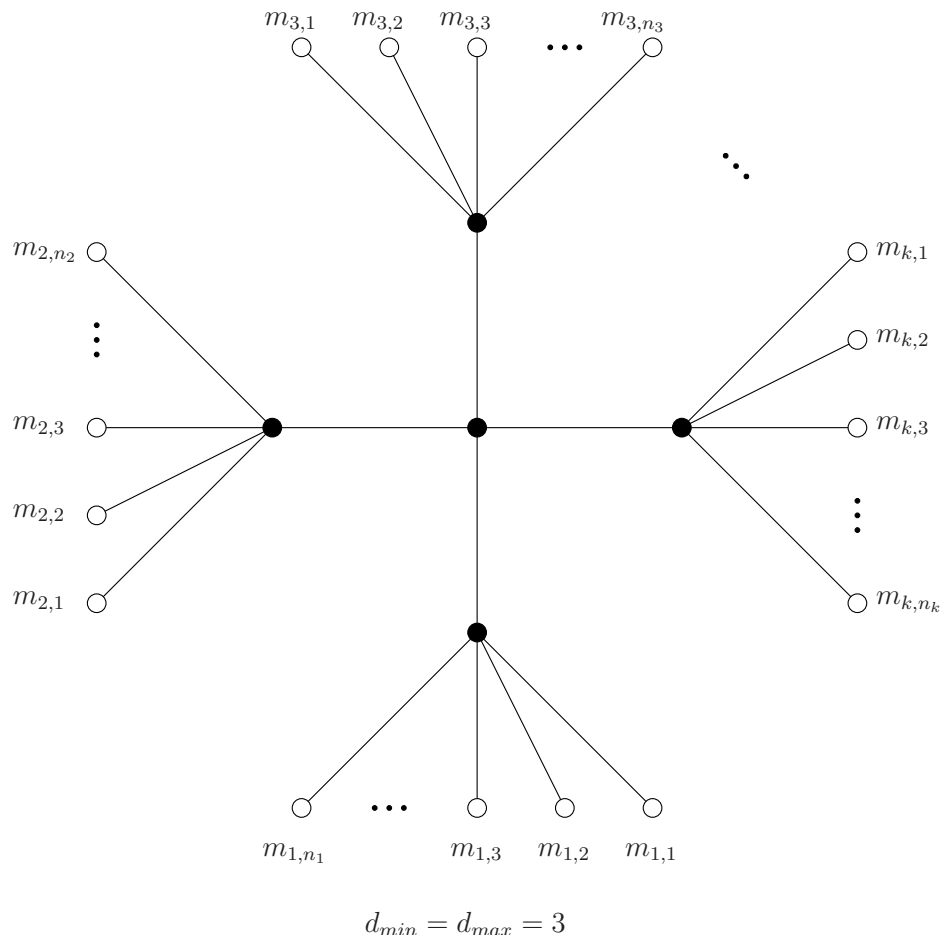 m_{3,1} m_{3,2} m_{3,3} ... m_{3,n_3}
m_{2,n_2} m_{k,1}
m_{k,2}
m_{2,3} m_{k,3}
m_{2,2}
m_{2,1} m_{k,n_k}
m_{1,n_1} m_{1,3} m_{1,2} m_{1,1}
d_{min} = d_{max} = 3